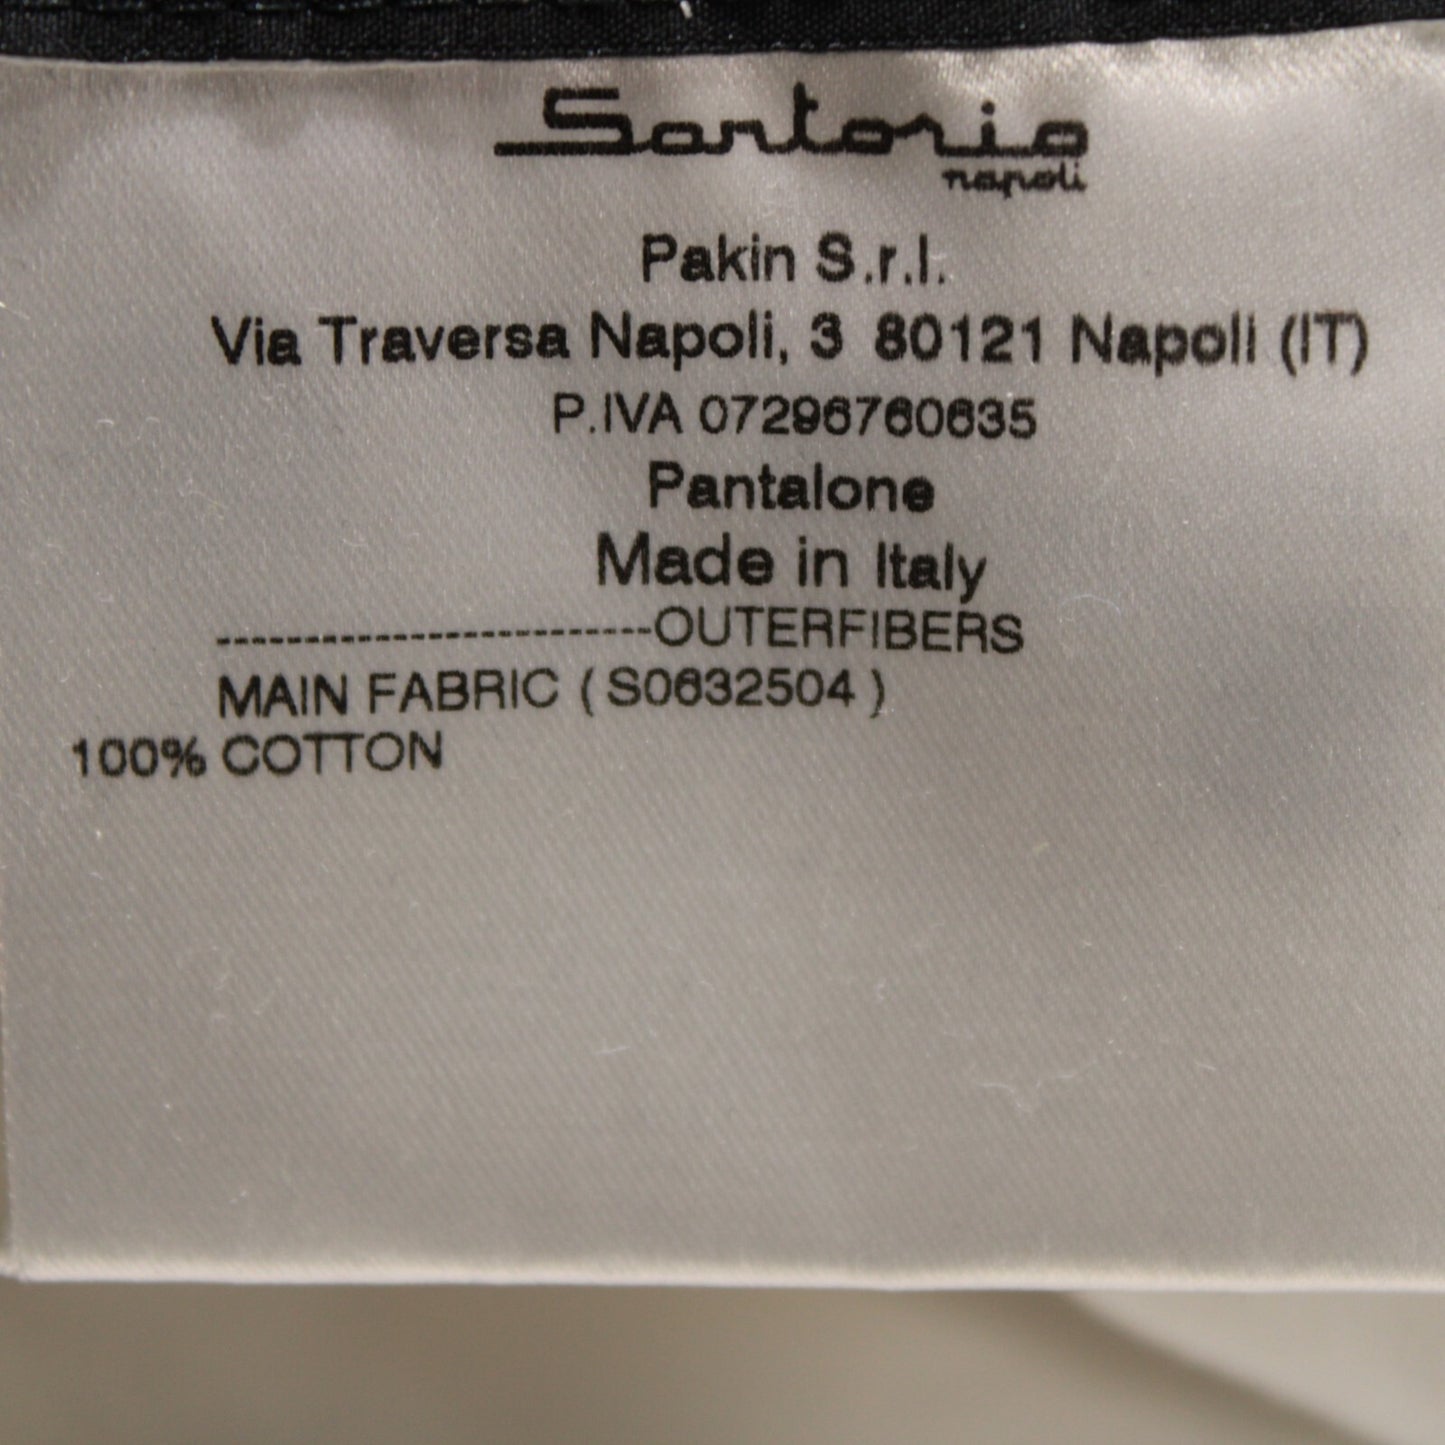 Sartorio
napoli
Pakin S.r.l.
Via Traversa Napoli, 3 80121 Napoli (IT)
P.IVA 07296760635
Pantalone
Made in Italy
-------------------------OUTERFIBERS
MAIN FABRIC ( S0632504 )
100% COTTON